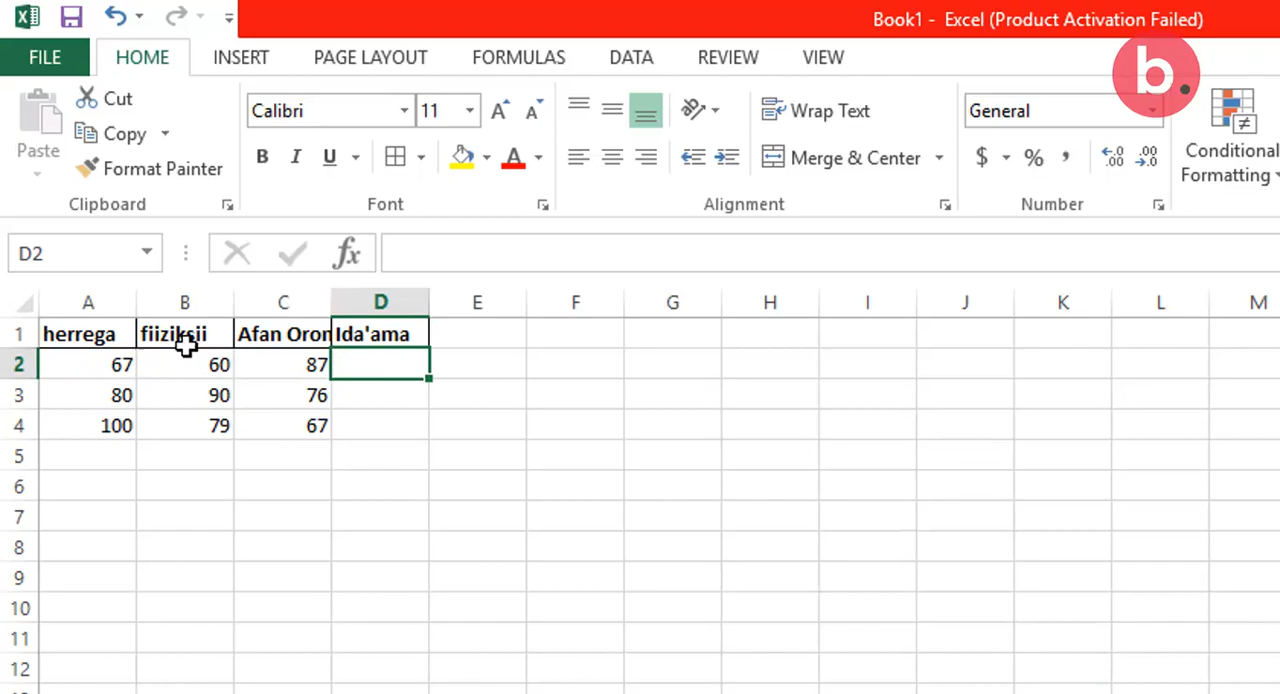 Book1 - Excel (Product Activation Failed)
b.
FILE HOME INSERT PAGE LAYOUT FORMULAS DATA REVIEW VIEW
Paste
Cut
Copy
Format Painter
Clipboard
Calibri 11
B I U A
Font
Wrap Text
Merge & Center
Alignment
General
$ % ,
Number
Conditional
Formatting
D2 fx
A B C D E F G H I J K L M
1 herrega fiiziksii Afan Oron Ida'ama
2 67 60 87
3 80 90 76
4 100 79 67
5
6
7
8
9
10
11
12